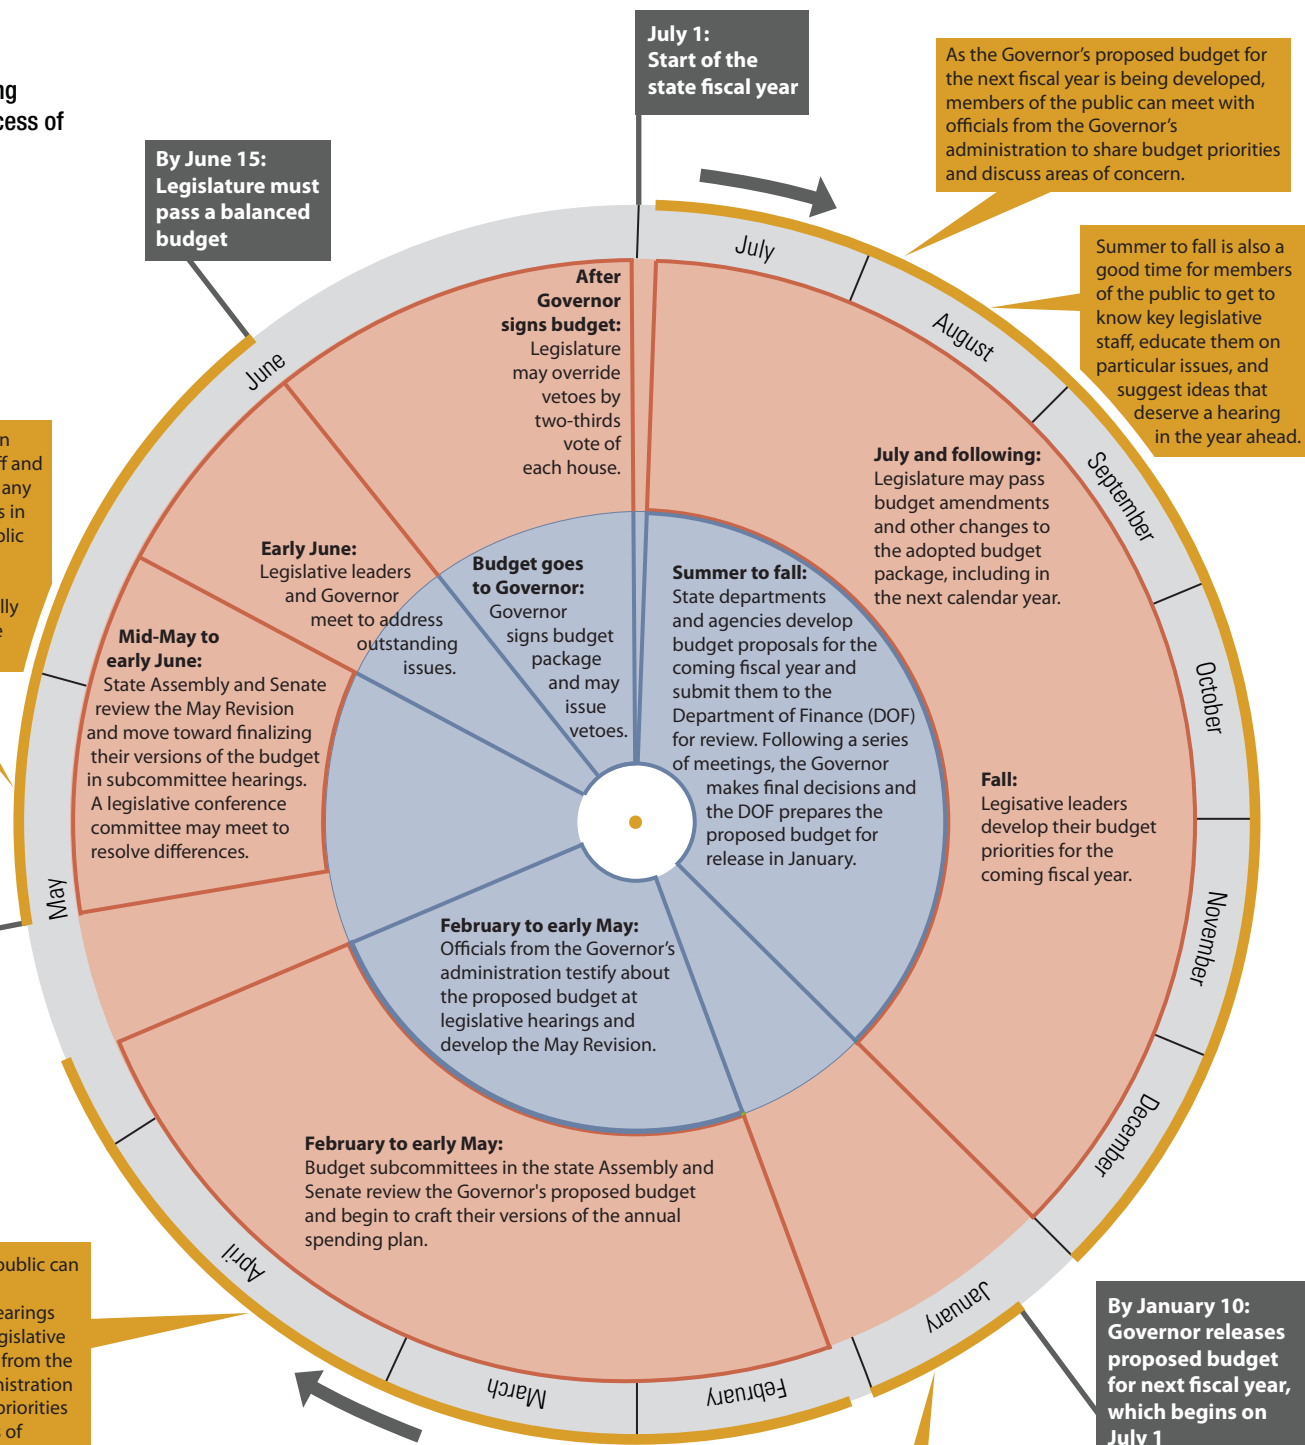 July 1:
Start of the
state fiscal year
As the Governor's proposed budget for
the next fiscal year is being developed,
members of the public can meet with
officials from the Governor's
administration to share budget priorities
and discuss areas of concern.
cess of
By June 15:
Legislature must
pass a balanced
budget
Summer to fall is also a
good time for members
of the public to get to
know key legislative
staff, educate them on
particular issues, and
suggest ideas that
deserve a hearing
in the year ahead.
July
August
September
October
November
December
January
February
March
April
May
June
After
Governor
signs budget:
Legislature
may override
vetoes by
two-thirds
vote of
each house.
July and following:
Legislature may pass
budget amendments
and other changes to
the adopted budget
package, including in
the next calendar year.
Early June:
Legislative leaders
and Governor
meet to address
outstanding
issues.
Budget goes
to Governor:
Governor
signs budget
package
and may
issue
vetoes.
Summer to fall:
State departments
and agencies develop
budget proposals for the
coming fiscal year and
submit them to the
Department of Finance (DOF)
for review. Following a series
of meetings, the Governor
makes final decisions and
the DOF prepares the
proposed budget for
release in January.
Mid-May to
early June:
State Assembly and Senate
review the May Revision
and move toward finalizing
their versions of the budget
in subcommittee hearings.
A legislative conference
committee may meet to
resolve differences.
Fall:
Legisative leaders
develop their budget
priorities for the
coming fiscal year.
February to early May:
Officials from the Governor's
administration testify about
the proposed budget at
legislative hearings and
develop the May Revision.
February to early May:
Budget subcommittees in the state Assembly and
Senate review the Governor's proposed budget
and begin to craft their versions of the annual
spending plan.
and
any
s in
public can
from the
priorities
of
By January 10:
Governor releases
proposed budget
for next fiscal year,
which begins on
July 1